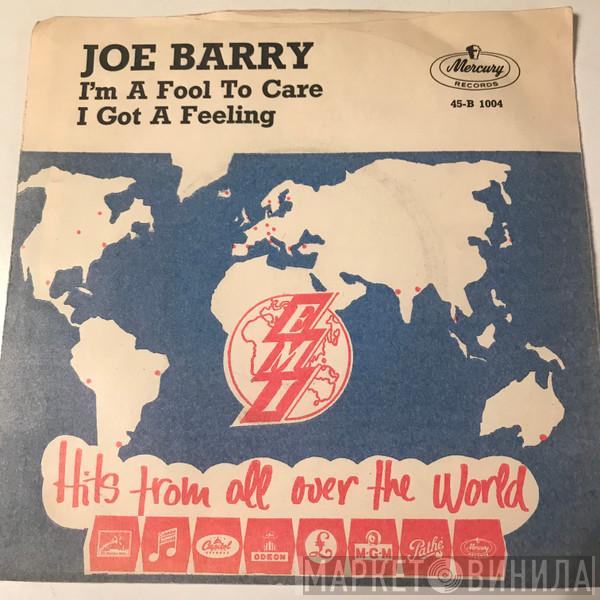 JOE BARRY
I'm A Fool To Care
I Got A Feeling
Mercury
RECORDS
45-B 1004
EMI
Hits from all over the World
Capitol
ODEON
£
M-G-M
Pathé
Mercury
МАРКЕТ ВИНИЛА